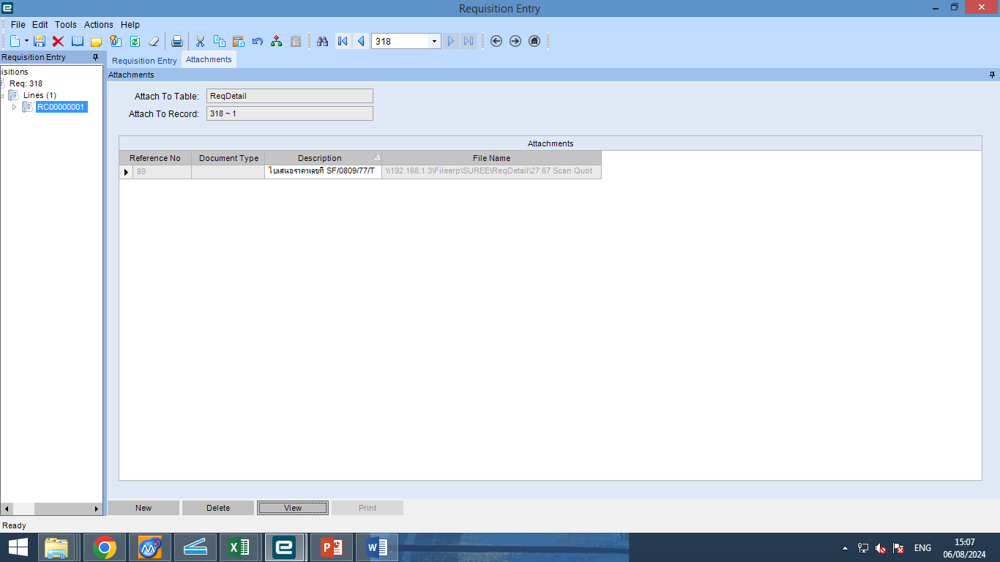 Requisition Entry
File Edit Tools Actions Help
318
Requisition Entry
Requisition Entry Attachments
Attachments
isitions
Req: 318
Lines (1)
RC00000001
Attach To Table: ReqDetail
Attach To Record: 318 ~ 1
Attachments
Reference No Document Type Description File Name
89 ใบเสนอราคาเลขที่ SF/0809/77/T \\192.168.1.3\Fileerp\SUREE\ReqDetail\27.67 Scan Quot
New Delete View Print
Ready
ENG
15:07
06/08/2024